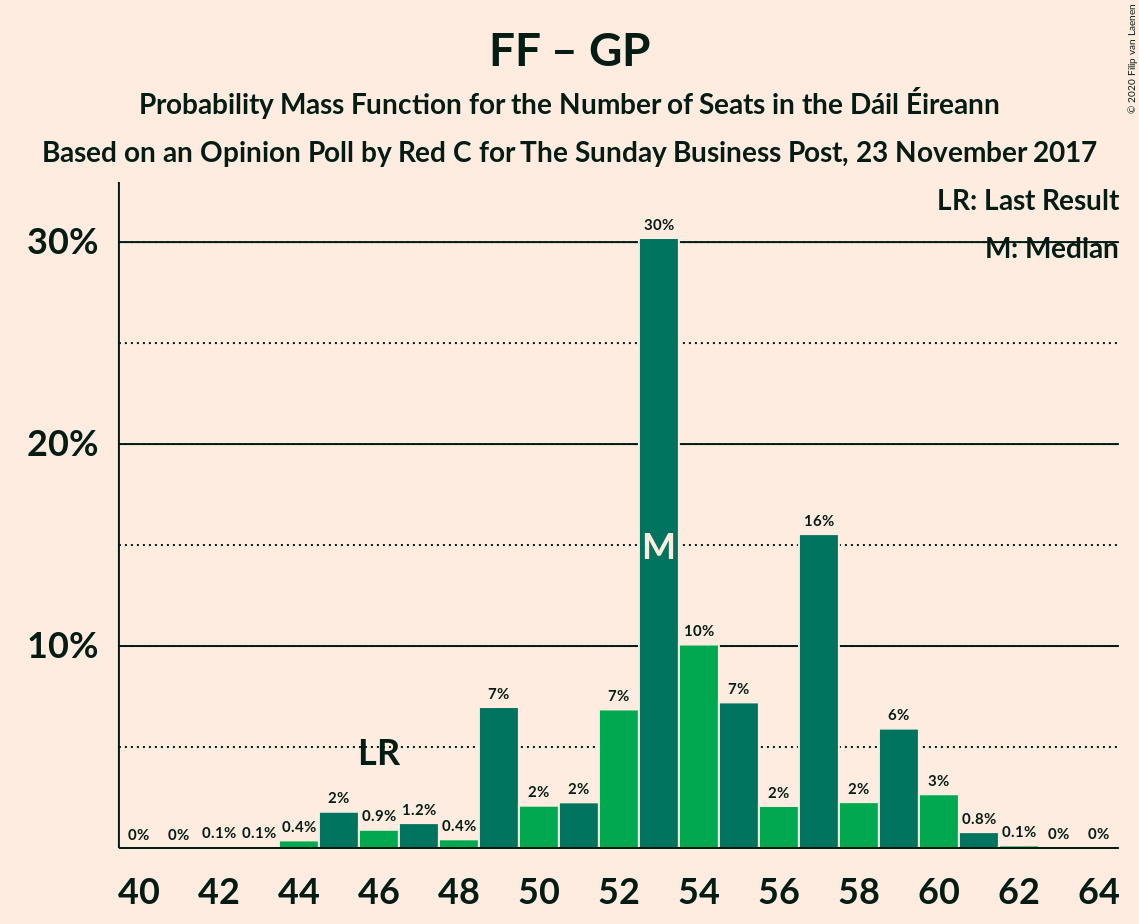 FF – GP
Probability Mass Function for the Number of Seats in the Dáil Éireann
Based on an Opinion Poll by Red C for The Sunday Business Post, 23 November 2017
© 2020 Filip van Laenen
LR: Last Result
M: Median
30%
20%
10%
0% 0% 0.1% 0.1% 0.4% 2% 0.9% 1.2% 0.4% 7% 2% 2% 7% 30% 10% 7% 2% 16% 2% 6% 3% 0.8% 0.1% 0% 0%
LR
M
40 42 44 46 48 50 52 54 56 58 60 62 64